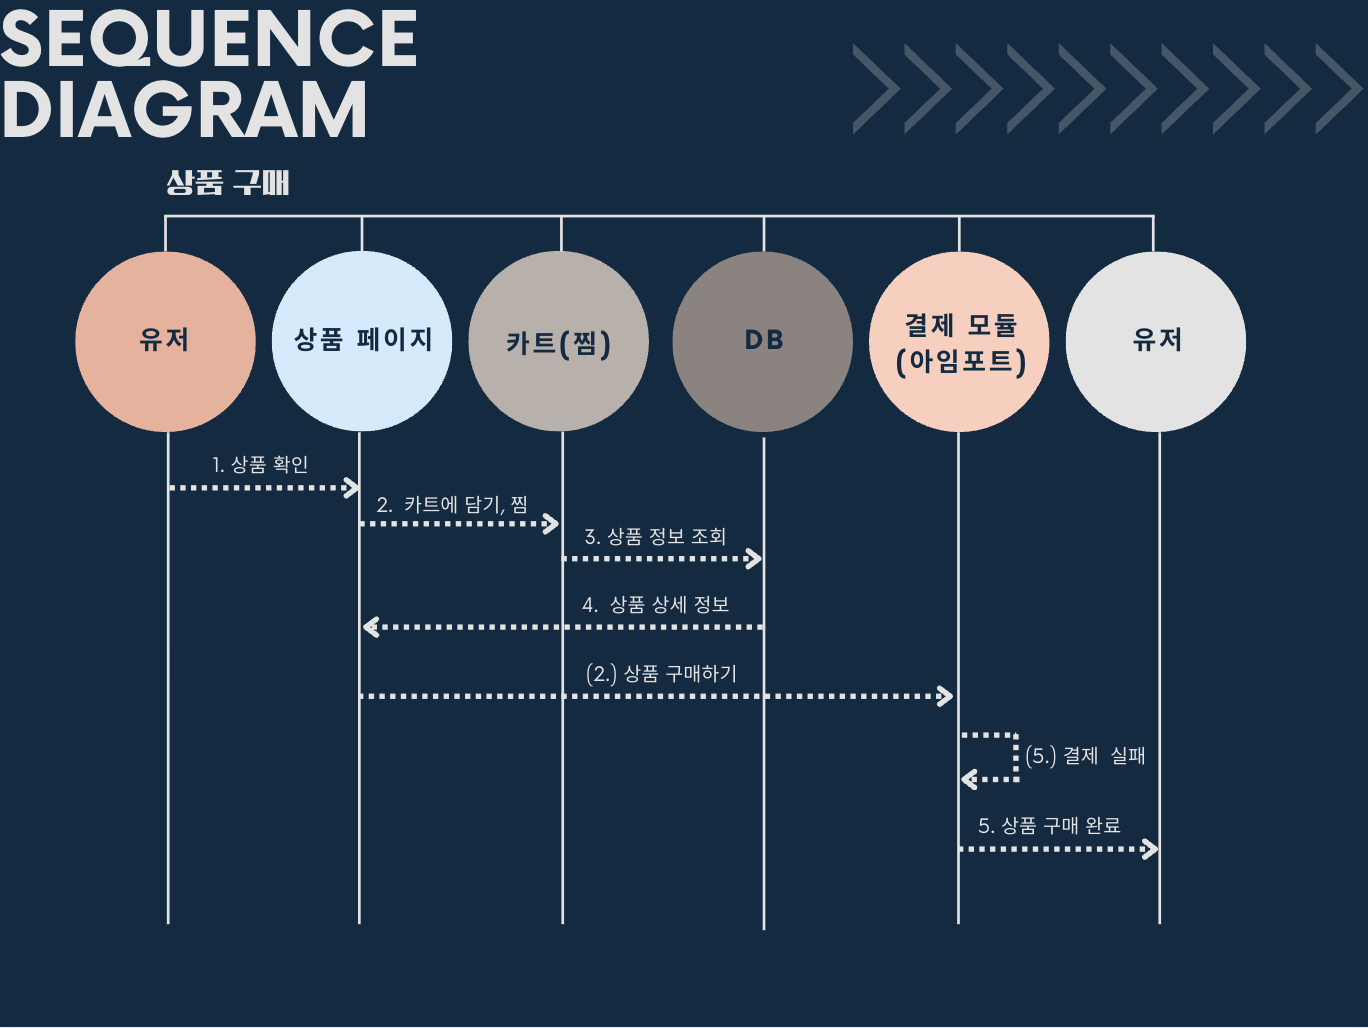 SEQUENCE
DIAGRAM
상품 구매
유저
상품 페이지
카트(찜)
DB
결제 모듈
(아임포트)
유저
1. 상품 확인
2. 카트에 담기, 찜
3. 상품 정보 조회
4. 상품 상세 정보
(2.) 상품 구매하기
(5.) 결제 실패
5. 상품 구매 완료